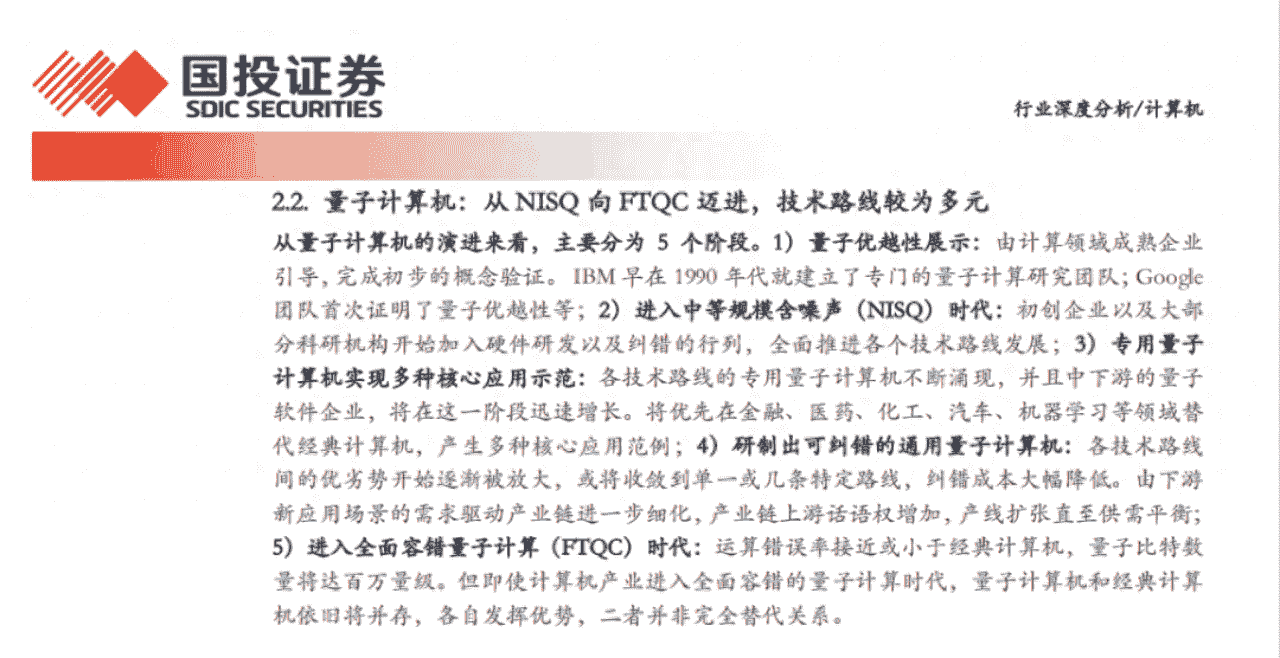 国投证券
SDIC SECURITIES
行业深度分析/计算机
2.2. 量子计算机：从 NISQ 向 FTQC 迈进，技术路线较为多元
从量子计算机的演进来看，主要分为 5 个阶段。1）量子优越性展示：由计算领域成熟企业
引导，完成初步的概念验证。IBM 早在 1990 年代就建立了专门的量子计算研究团队；Google
团队首次证明了量子优越性等；2）进入中等规模含噪声（NISQ）时代：初创企业以及大部
分科研机构开始加入硬件研发以及纠错的行列，全面推进各个技术路线发展；3）专用量子
计算机实现多种核心应用示范：各技术路线的专用量子计算机不断涌现，并且中下游的量子
软件企业，将在这一阶段迅速增长。将优先在金融、医药、化工、汽车、机器学习等领域替
代经典计算机，产生多种核心应用范例；4）研制出可纠错的通用量子计算机：各技术路线
间的优劣势开始逐渐被放大，或将收敛到单一或几条特定路线，纠错成本大幅降低。由下游
新应用场景的需求驱动产业链进一步细化，产业链上游话语权增加，产线扩张直至供需平衡；
5）进入全面容错量子计算（FTQC）时代：运算错误率接近或小于经典计算机，量子比特数
量将达百万量级。但即使计算机产业进入全面容错的量子计算时代，量子计算机和经典计算
机依旧将并存，各自发挥优势，二者并非完全替代关系。